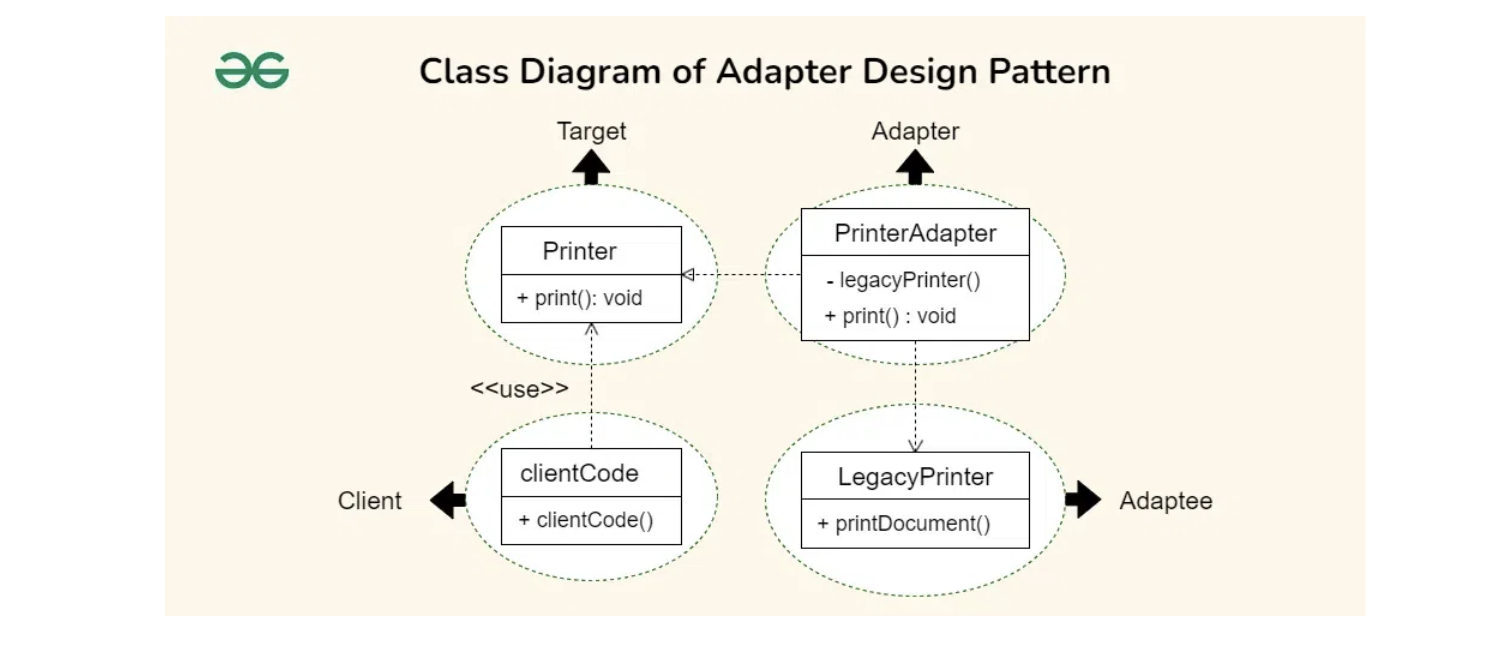 Class Diagram of Adapter Design Pattern
Target
Adapter
Printer
+ print(): void
PrinterAdapter
- legacyPrinter()
+ print() : void
<<use>>
clientCode
+ clientCode()
Client
LegacyPrinter
+ printDocument()
Adaptee